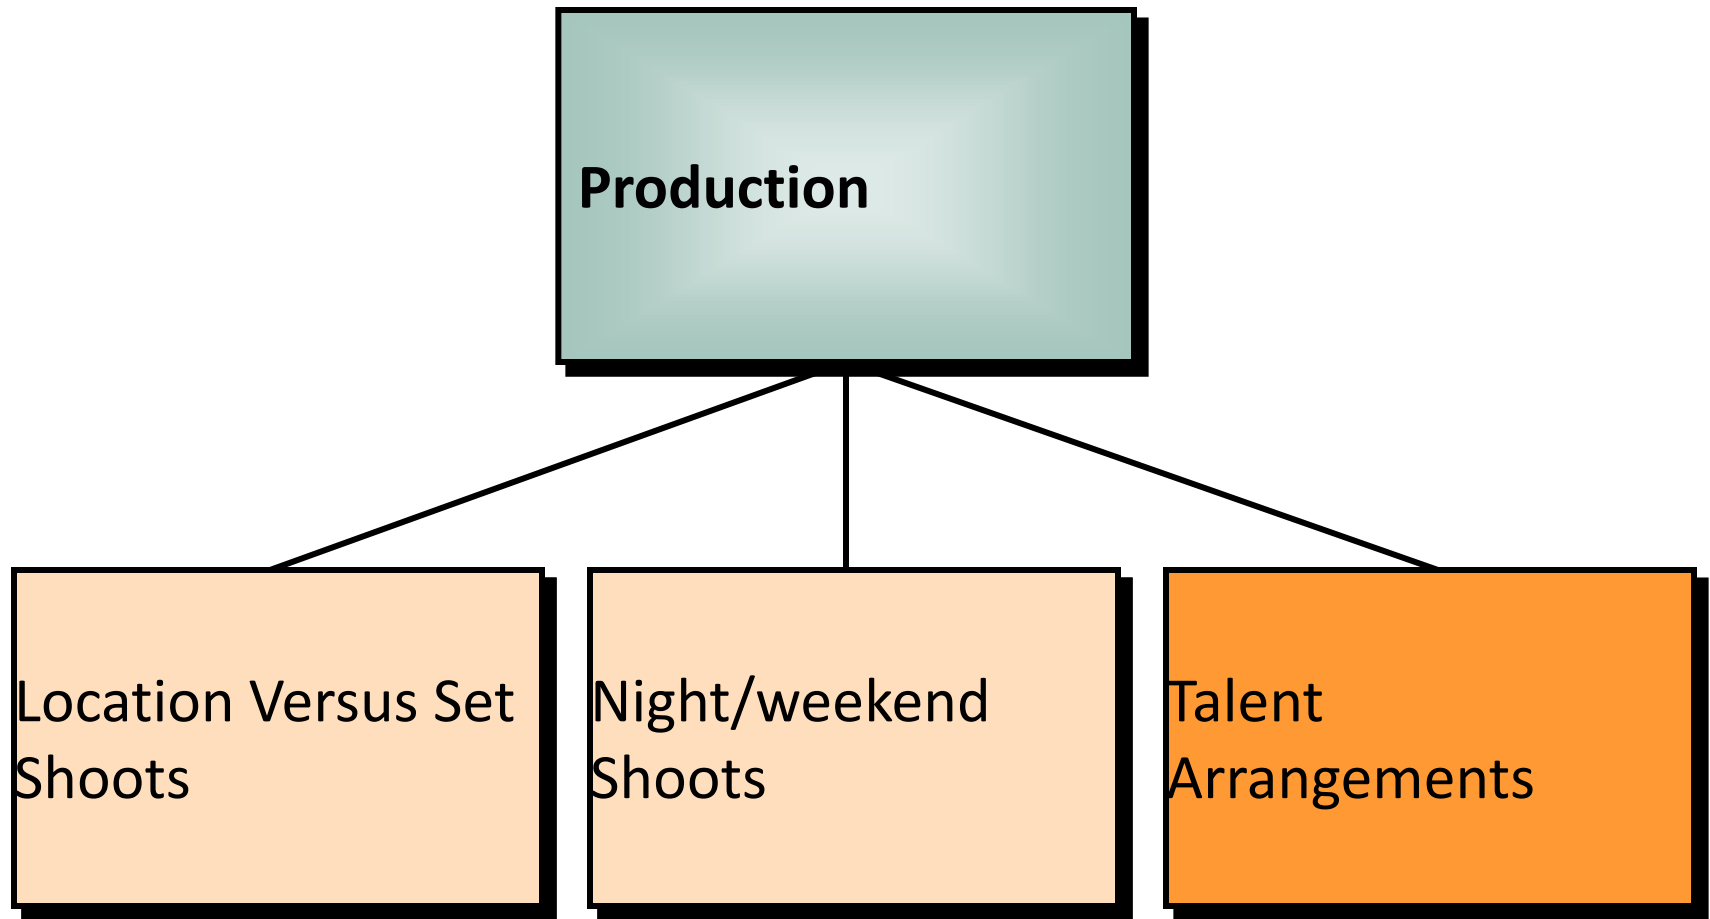 Production
Location Versus Set
Shoots
Night/weekend
Shoots
Talent
Arrangements